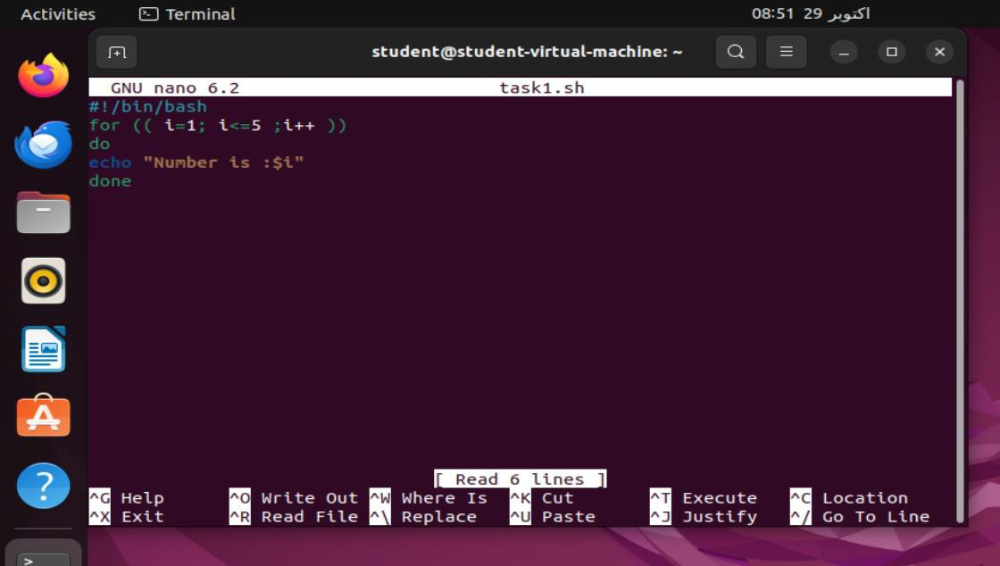 Activities Terminal 08:51 29 اكتوبر
student@student-virtual-machine: ~
GNU nano 6.2 task1.sh
#!/bin/bash
for (( i=1; i<=5 ;i++ ))
do
echo "Number is :$i"
done
[ Read 6 lines ]
^G Help ^O Write Out ^W Where Is ^K Cut ^T Execute ^C Location
^X Exit ^R Read File ^\ Replace ^U Paste ^J Justify ^/ Go To Line